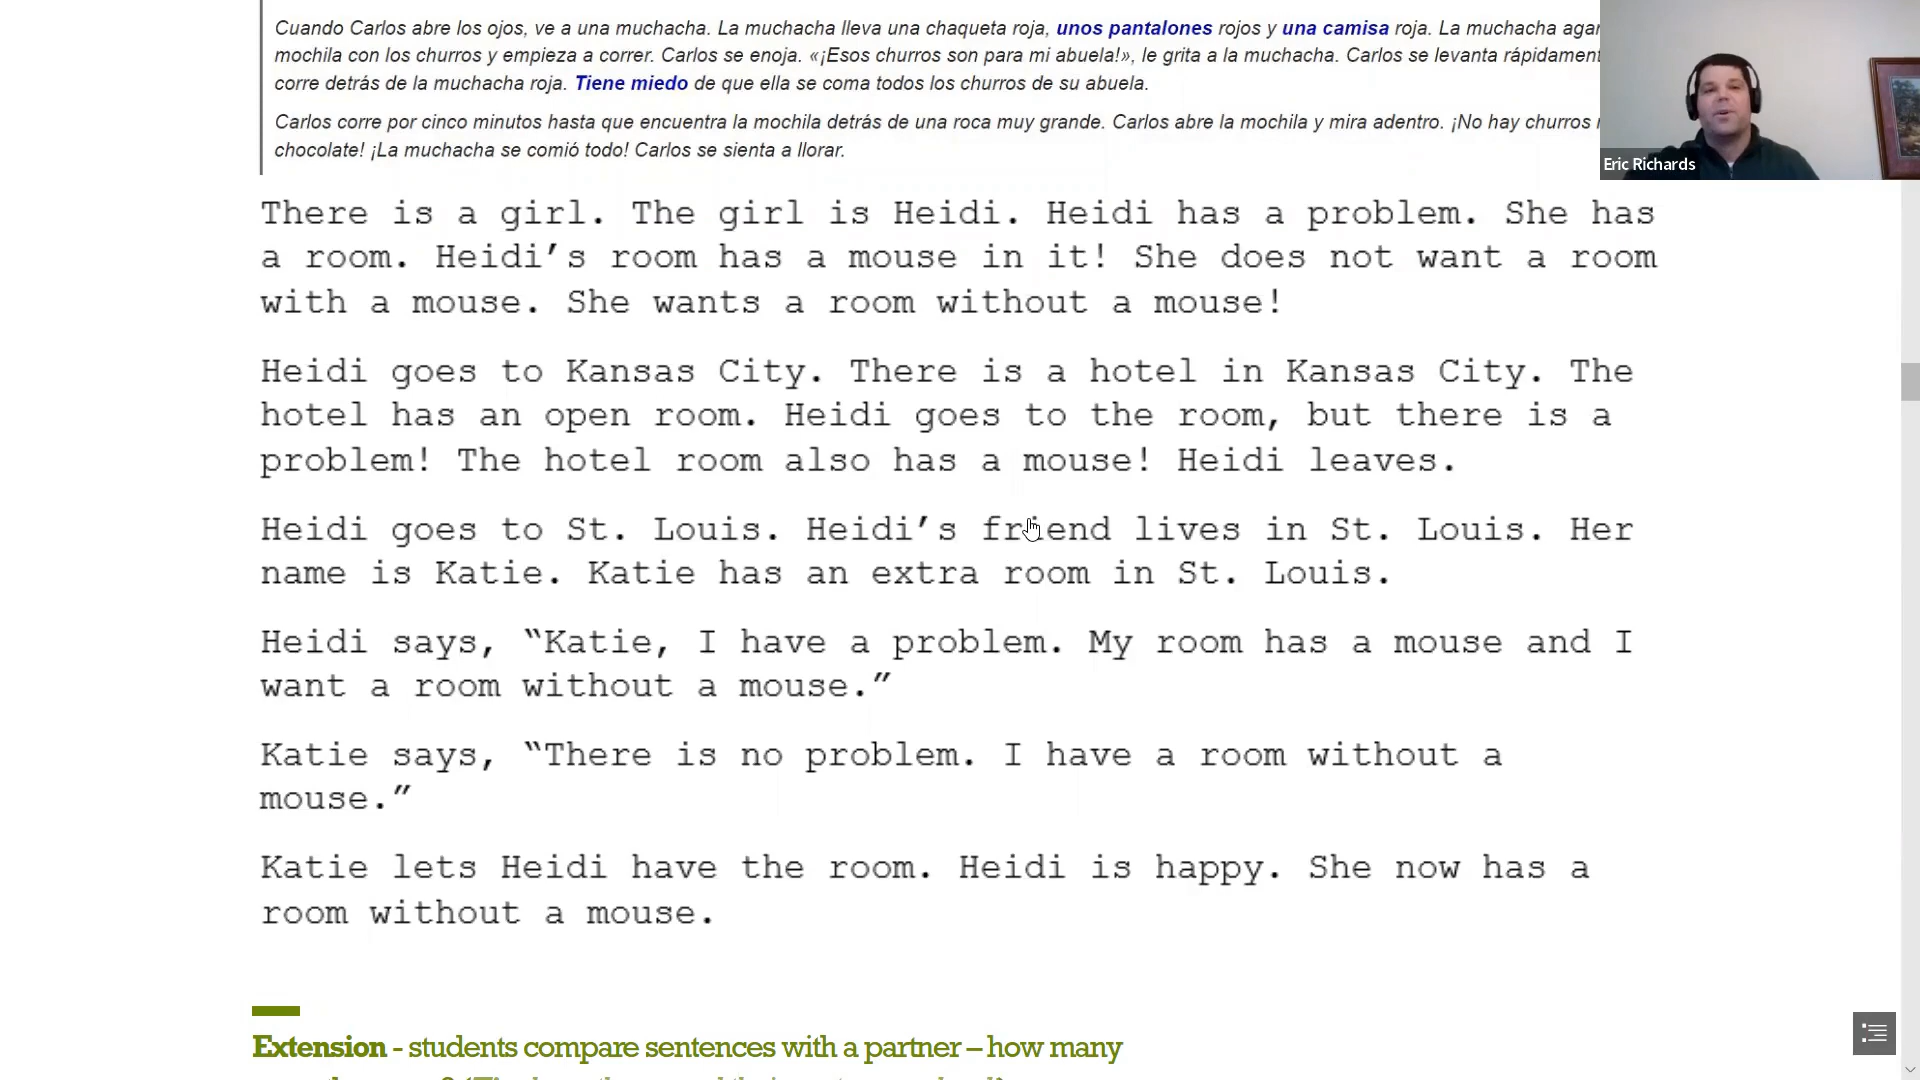 Cuando Carlos abre los ojos, ve a una muchacha. La muchacha lleva una chaqueta roja, unos pantalones rojos y una camisa roja. La muchacha
mochila con los churros y empieza a correr. Carlos se enoja. «¡Esos churros son para mi abuela!», le grita a la muchacha. Carlos se levanta
corre detrás de la muchacha roja. Tiene miedo de que ella se coma todos los churros de su abuela.
Carlos corre por cinco minutos hasta que encuentra la mochila detrás de una roca muy grande. Carlos abre la mochila y mira adentro. ¡No hay churros
chocolate! ¡La muchacha se comió todo! Carlos se sienta a llorar.
Eric Richards
There is a girl. The girl is Heidi. Heidi has a problem. She has
a room. Heidi’s room has a mouse in it! She does not want a room
with a mouse. She wants a room without a mouse!
Heidi goes to Kansas City. There is a hotel in Kansas City. The
hotel has an open room. Heidi goes to the room, but there is a
problem! The hotel room also has a mouse! Heidi leaves.
Heidi goes to St. Louis. Heidi’s friend lives in St. Louis. Her
name is Katie. Katie has an extra room in St. Louis.
Heidi says, “Katie, I have a problem. My room has a mouse and I
want a room without a mouse.”
Katie says, “There is no problem. I have a room without a
mouse.”
Katie lets Heidi have the room. Heidi is happy. She now has a
room without a mouse.
Extension - students compare sentences with a partner – how many